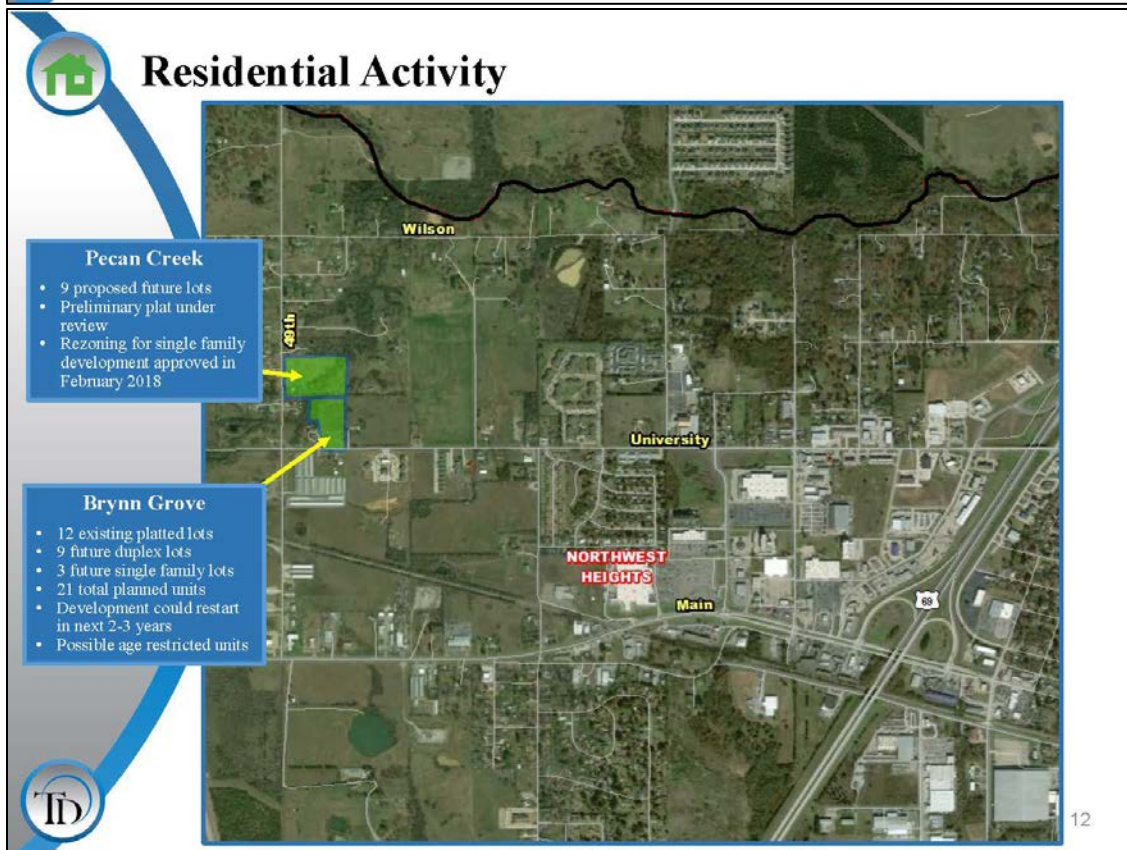 Residential Activity
Wilson
Pecan Creek
• 9 proposed future lots
• Preliminary plat under
review
• Rezoning for single family
development approved in
February 2018
49th
University
Brynn Grove
• 12 existing platted lots
• 9 future duplex lots
• 3 future single family lots
• 21 total planned units
• Development could restart
in next 2-3 years
• Possible age restricted units
NORTHWEST
HEIGHTS
Main
69
TD
12